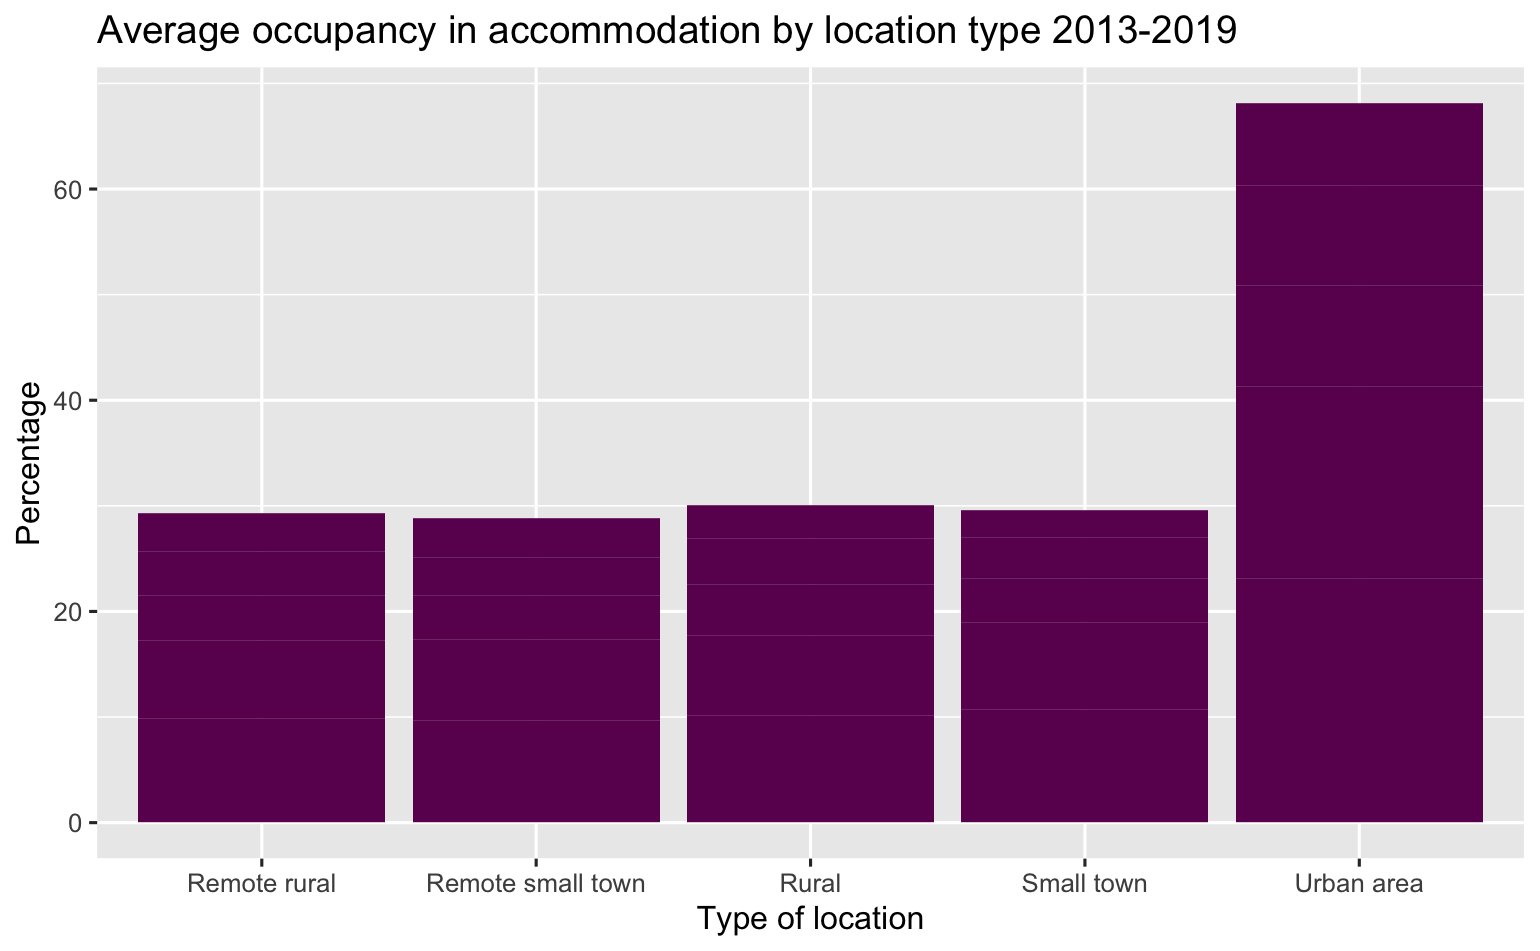 Average occupancy in accommodation by location type 2013-2019
Percentage
60
40
20
0
Remote rural
Remote small town
Rural
Small town
Urban area
Type of location